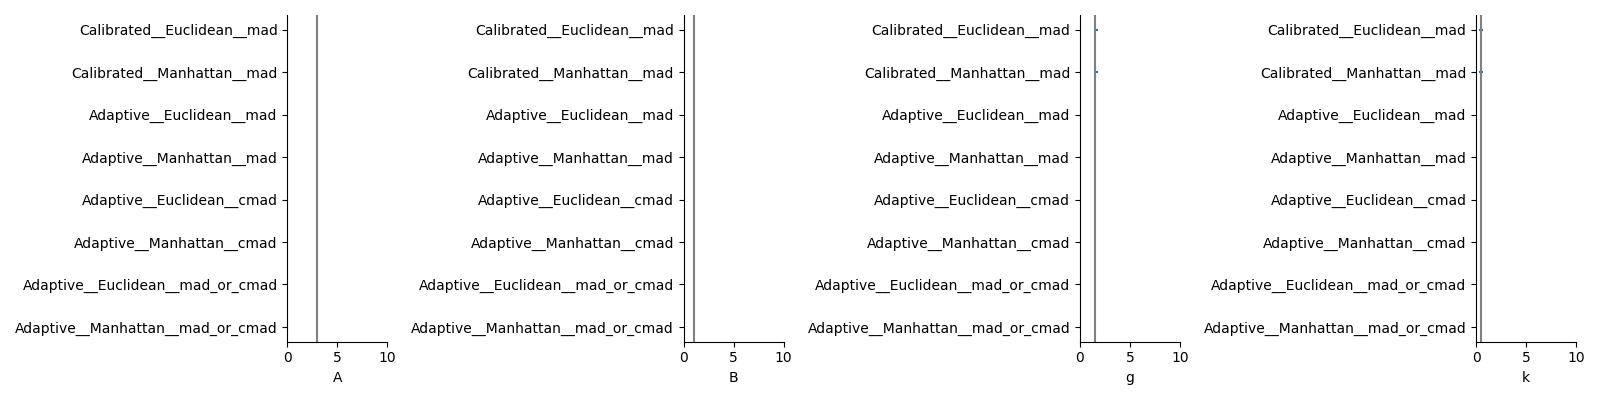 Calibrated__Euclidean__mad
Calibrated__Manhattan__mad
Adaptive__Euclidean__mad
Adaptive__Manhattan__mad
Adaptive__Euclidean__cmad
Adaptive__Manhattan__cmad
Adaptive__Euclidean__mad_or_cmad
Adaptive__Manhattan__mad_or_cmad
0 5 10
A
Calibrated__Euclidean__mad
Calibrated__Manhattan__mad
Adaptive__Euclidean__mad
Adaptive__Manhattan__mad
Adaptive__Euclidean__cmad
Adaptive__Manhattan__cmad
Adaptive__Euclidean__mad_or_cmad
Adaptive__Manhattan__mad_or_cmad
0 5 10
B
Calibrated__Euclidean__mad
Calibrated__Manhattan__mad
Adaptive__Euclidean__mad
Adaptive__Manhattan__mad
Adaptive__Euclidean__cmad
Adaptive__Manhattan__cmad
Adaptive__Euclidean__mad_or_cmad
Adaptive__Manhattan__mad_or_cmad
0 5 10
g
Calibrated__Euclidean__mad
Calibrated__Manhattan__mad
Adaptive__Euclidean__mad
Adaptive__Manhattan__mad
Adaptive__Euclidean__cmad
Adaptive__Manhattan__cmad
Adaptive__Euclidean__mad_or_cmad
Adaptive__Manhattan__mad_or_cmad
0 5 10
k